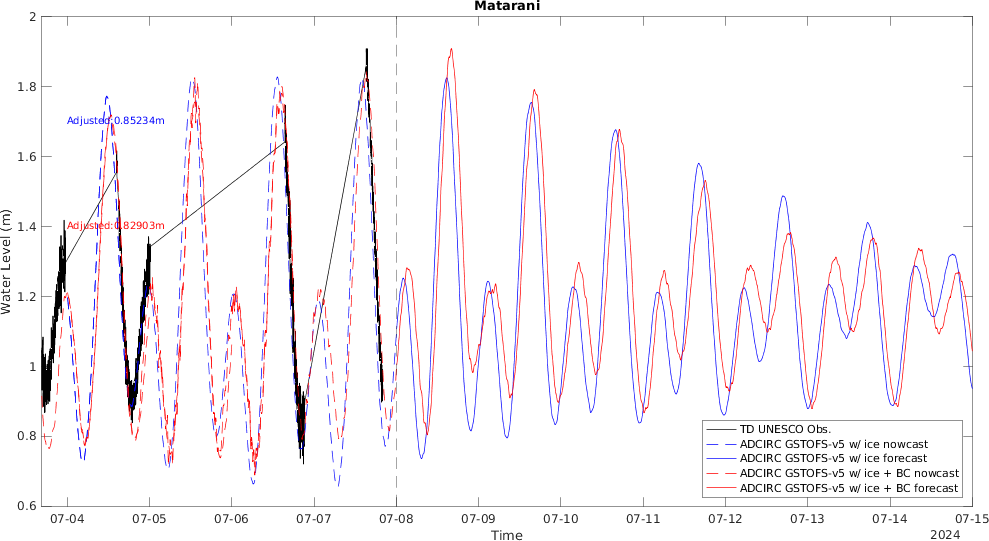 Matarani
2
1.8
1.6
1.4
1.2
1
0.8
0.6
Water Level (m)
Adjusted:0.85234m
Adjusted:0.82903m
TD UNESCO Obs.
ADCIRC GSTOFS-v5 w/ ice nowcast
ADCIRC GSTOFS-v5 w/ ice forecast
ADCIRC GSTOFS-v5 w/ ice + BC nowcast
ADCIRC GSTOFS-v5 w/ ice + BC forecast
07-04 07-05 07-06 07-07 07-08 07-09 07-10 07-11 07-12 07-13 07-14 07-15
Time
2024